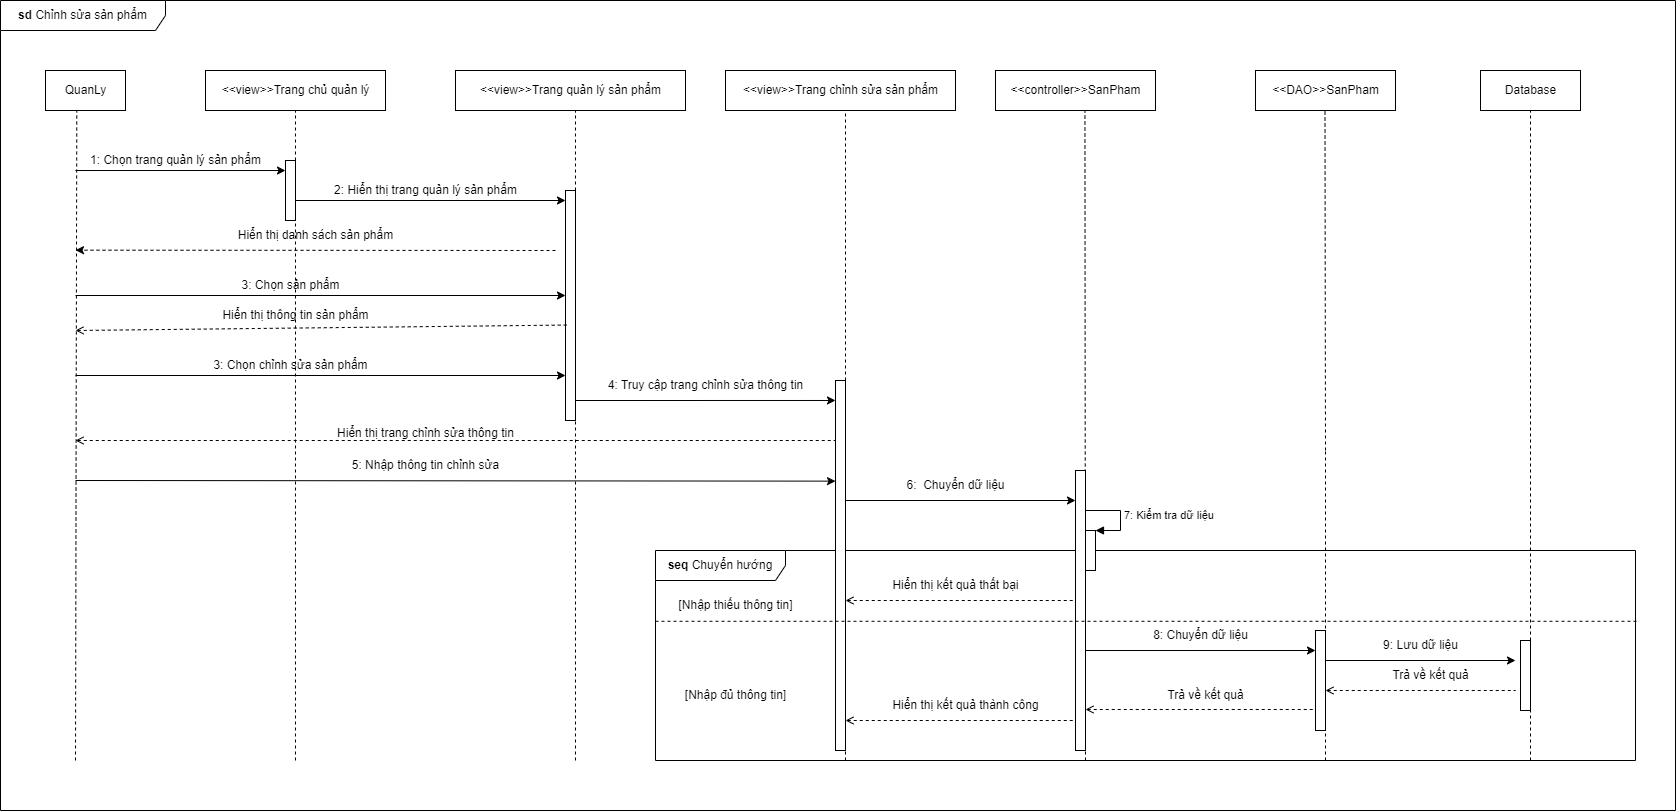 sd Chỉnh sửa sản phẩm
QuanLy
<<view>>Trang chủ quản lý
<<view>>Trang quản lý sản phẩm
<<view>>Trang chỉnh sửa sản phẩm
<<controller>>SanPham
<<DAO>>SanPham
Database
1: Chọn trang quản lý sản phẩm
2: Hiển thị trang quản lý sản phẩm
Hiển thị danh sách sản phẩm
3: Chọn sản phẩm
Hiển thị thông tin sản phẩm
3: Chọn chỉnh sửa sản phẩm
4: Truy cập trang chỉnh sửa thông tin
Hiển thị trang chỉnh sửa thông tin
5: Nhập thông tin chỉnh sửa
6: Chuyển dữ liệu
7: Kiểm tra dữ liệu
seq Chuyển hướng
Hiển thị kết quả thất bại
[Nhập thiếu thông tin]
8: Chuyển dữ liệu
9: Lưu dữ liệu
Trả về kết quả
[Nhập đủ thông tin]
Trả về kết quả
Hiển thị kết quả thành công